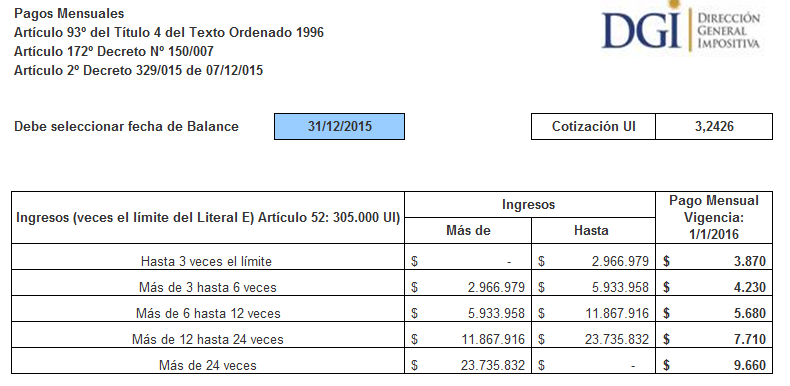 Pagos Mensuales
Artículo 93º del Título 4 del Texto Ordenado 1996
Artículo 172º Decreto Nº 150/007
Artículo 2º Decreto 329/015 de 07/12/015
DGI DIRECCIÓN
GENERAL
IMPOSITIVA
Debe seleccionar fecha de Balance 31/12/2015 Cotización UI 3,2426
Ingresos (veces el límite del Literal E) Artículo 52: 305.000 UI)
Ingresos
Más de Hasta
Pago Mensual
Vigencia:
1/1/2016
Hasta 3 veces el límite $ - $ 2.966.979 $ 3.870
Más de 3 hasta 6 veces $ 2.966.979 $ 5.933.958 $ 4.230
Más de 6 hasta 12 veces $ 5.933.958 $ 11.867.916 $ 5.680
Más de 12 hasta 24 veces $ 11.867.916 $ 23.735.832 $ 7.710
Más de 24 veces $ 23.735.832 $ - $ 9.660